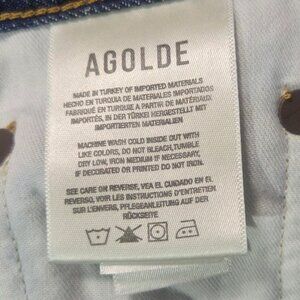 AGOLDE
MADE IN TURKEY OF IMPORTED MATERIALS
HECHO EN TURQUIA DE MATERIALES IMPORTADOS
FABRIQUÉ EN TURQUIE A PARTIR DE MATÉRIAUX
IMPORTÉS, IN DER TÜRKEI HERGESTELLT MIT
IMPORTIERTEN MATERIALIEN
MACHINE WASH COLD INSIDE OUT WITH
LIKE COLORS, DO NOT BLEACH, TUMBLE
DRY LOW, IRON MEDIUM IF NECESSARY,
IF DECORATED OR PRINTED DO NOT IRON.
SEE CARE ON REVERSE, VEA EL CUIDADO EN EL
REVERSO, VOIR LES INSTRUCTIONS D'ENTRETIEN
SUR L'ENVERS, PFLEGEANLEITUNG AUF DER
RÜCKSEITE